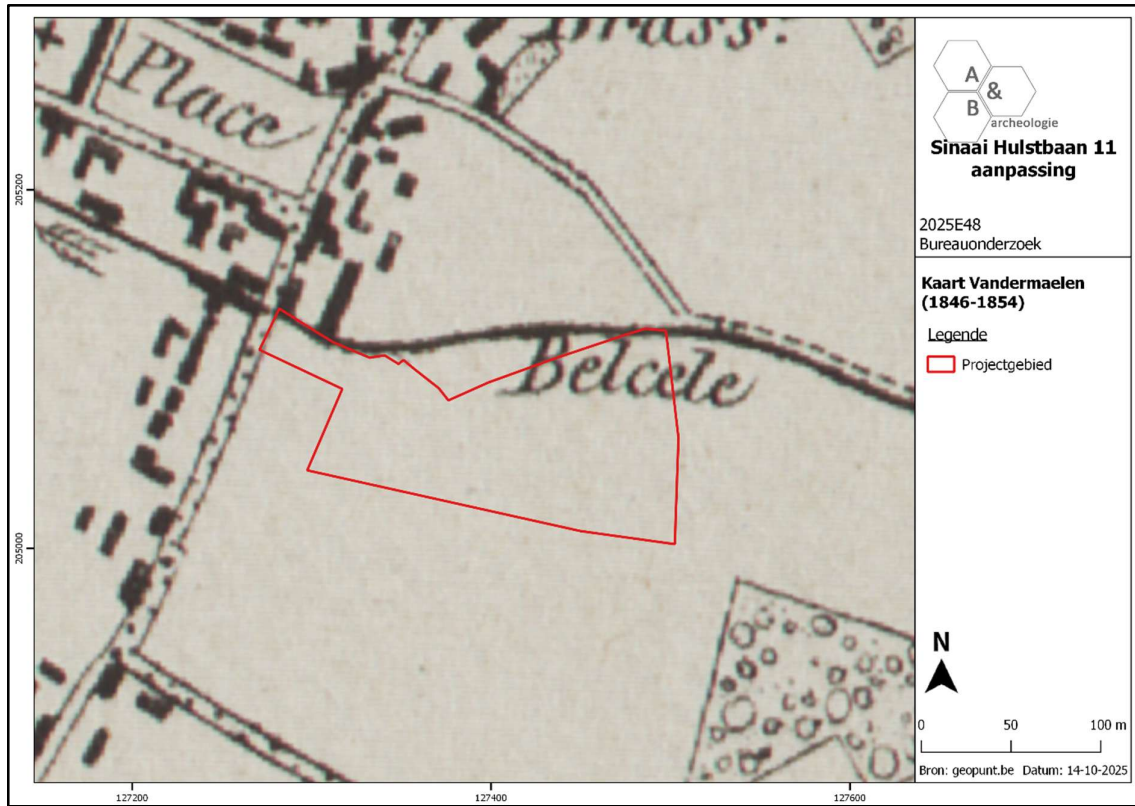 Brass.
Place
Belcele
205200
205000
127200
127400
127600
A
&
B
archeologie
Sinaai Hulstbaan 11
aanpassing
2025E48
Bureauonderzoek
Kaart Vandermaelen
(1846-1854)
Legende
Projectgebied
N
0 50 100 m
Bron: geopunt.be Datum: 14-10-2025